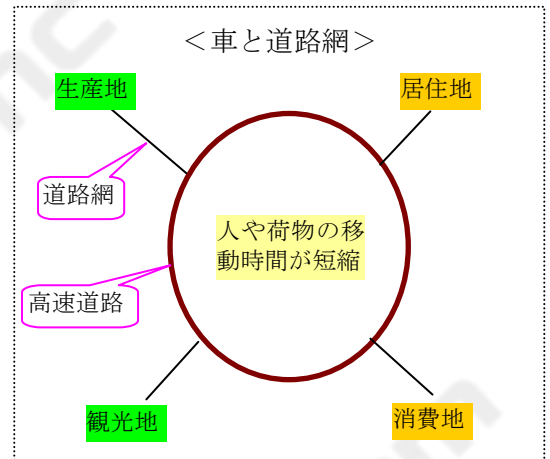 ＜車と道路網＞
生産地
居住地
道路網
人や荷物の移
動時間が短縮
高速道路
観光地
消費地